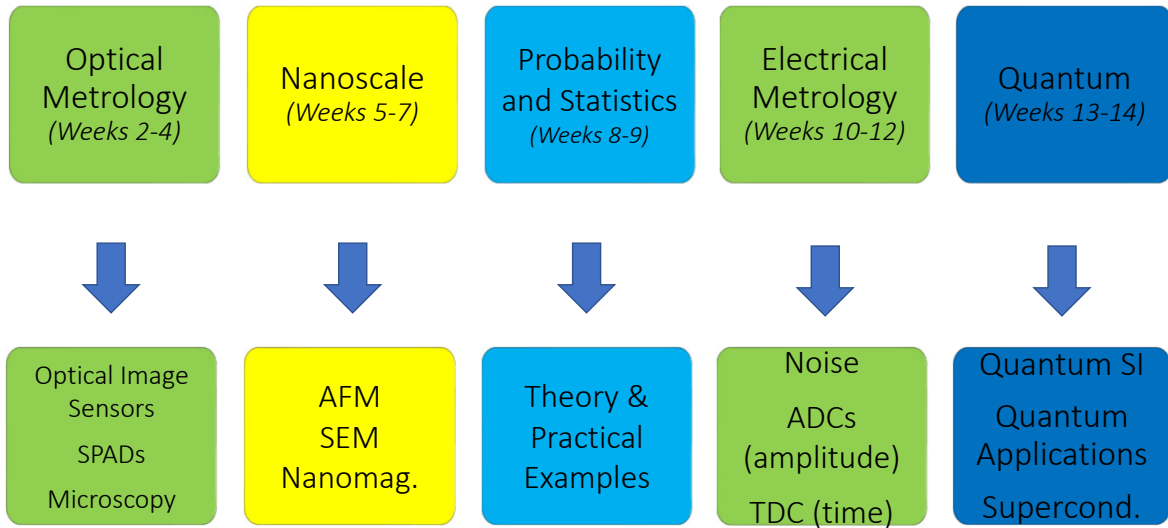 Optical
Metrology
(Weeks 2-4)
Nanoscale
(Weeks 5-7)
Probability
and Statistics
(Weeks 8-9)
Electrical
Metrology
(Weeks 10-12)
Quantum
(Weeks 13-14)
Optical Image
Sensors
SPADs
Microscopy
AFM
SEM
Nanomag.
Theory &
Practical
Examples
Noise
ADCs
(amplitude)
TDC (time)
Quantum SI
Quantum
Applications
Supercond.